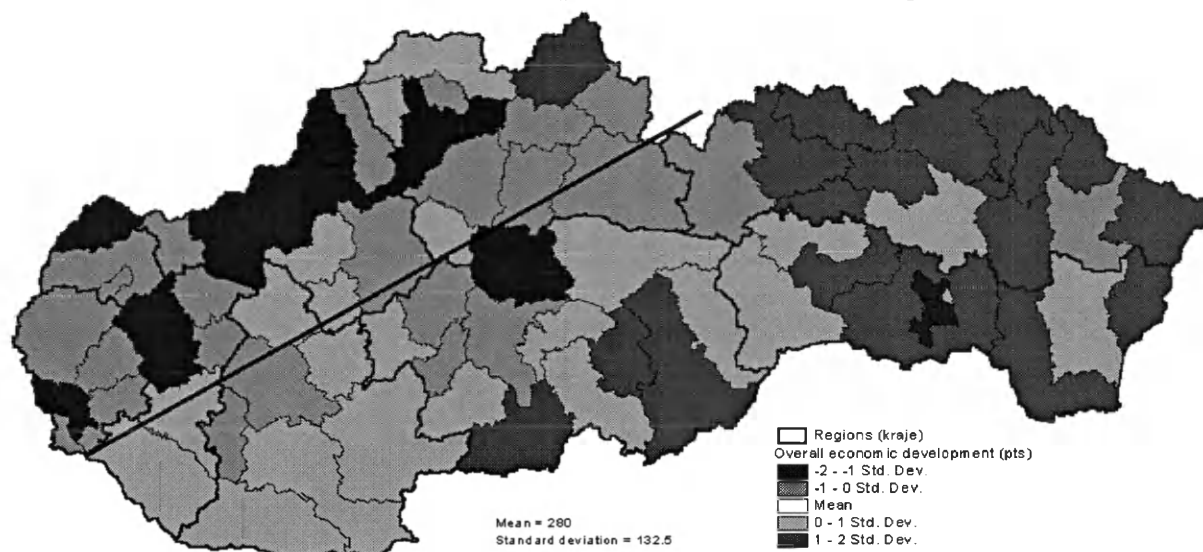 Regions (kraje)
Overall economic development (pts)
-2 - -1 Std. Dev.
-1 - 0 Std. Dev.
Mean
0 - 1 Std. Dev.
1 - 2 Std. Dev.
Mean = 280
Standard deviation = 132.5